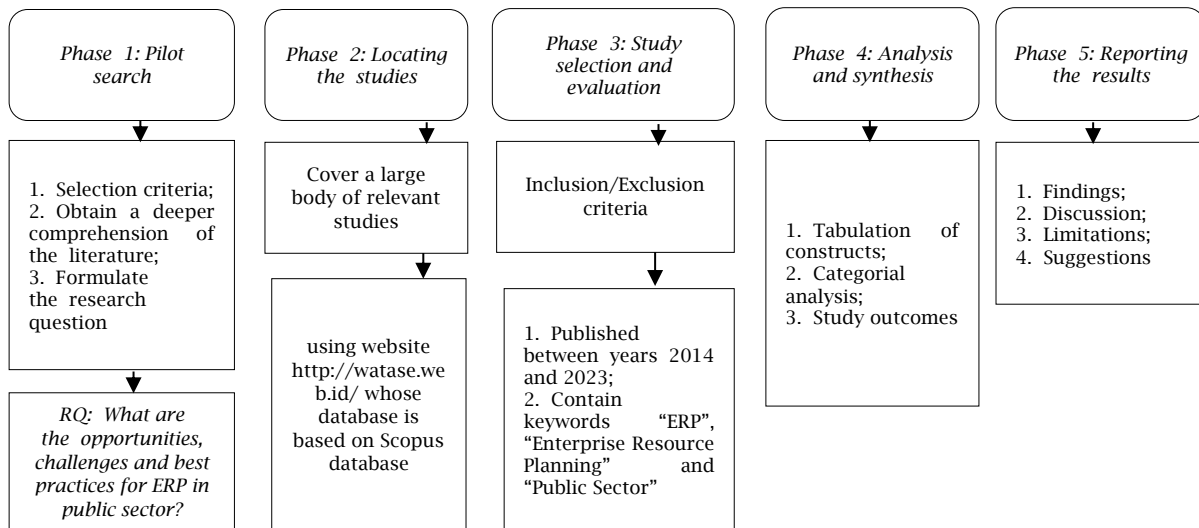 Phase 1: Pilot
search
1. Selection criteria;
2. Obtain a deeper
comprehension of
the literature;
3. Formulate
the research
question
RQ: What are
the opportunities,
challenges and best
practices for ERP in
public sector?
Phase 2: Locating
the studies
Cover a large
body of relevant
studies
using website
http://watase.we
b.id/ whose
database is
based on Scopus
database
Phase 3: Study
selection and
evaluation
Inclusion/Exclusion
criteria
1. Published
between years 2014
and 2023;
2. Contain
keywords "ERP",
"Enterprise Resource
Planning" and
"Public Sector"
Phase 4: Analysis
and synthesis
1. Tabulation of
constructs;
2. Categorial
analysis;
3. Study outcomes
Phase 5: Reporting
the results
1. Findings;
2. Discussion;
3. Limitations;
4. Suggestions